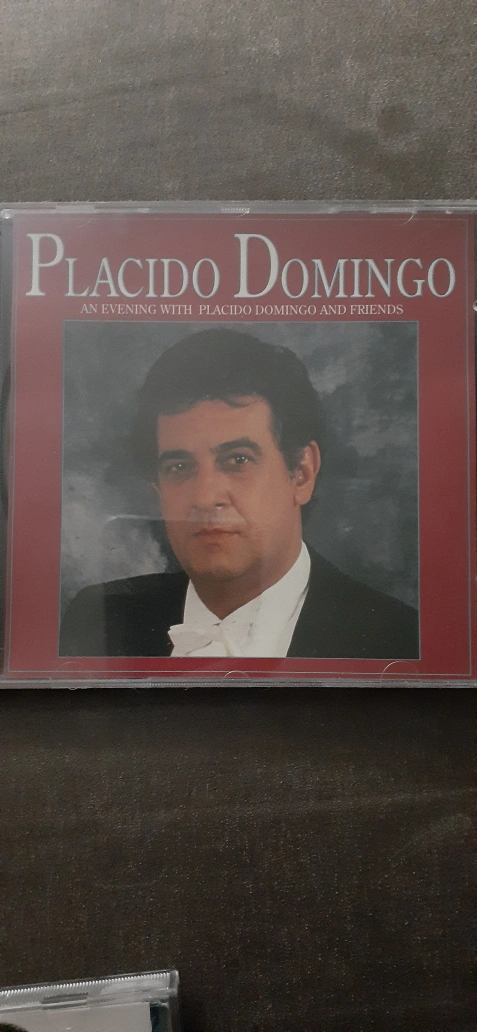 PLACIDO DOMINGO
AN EVENING WITH PLACIDO DOMINGO AND FRIENDS